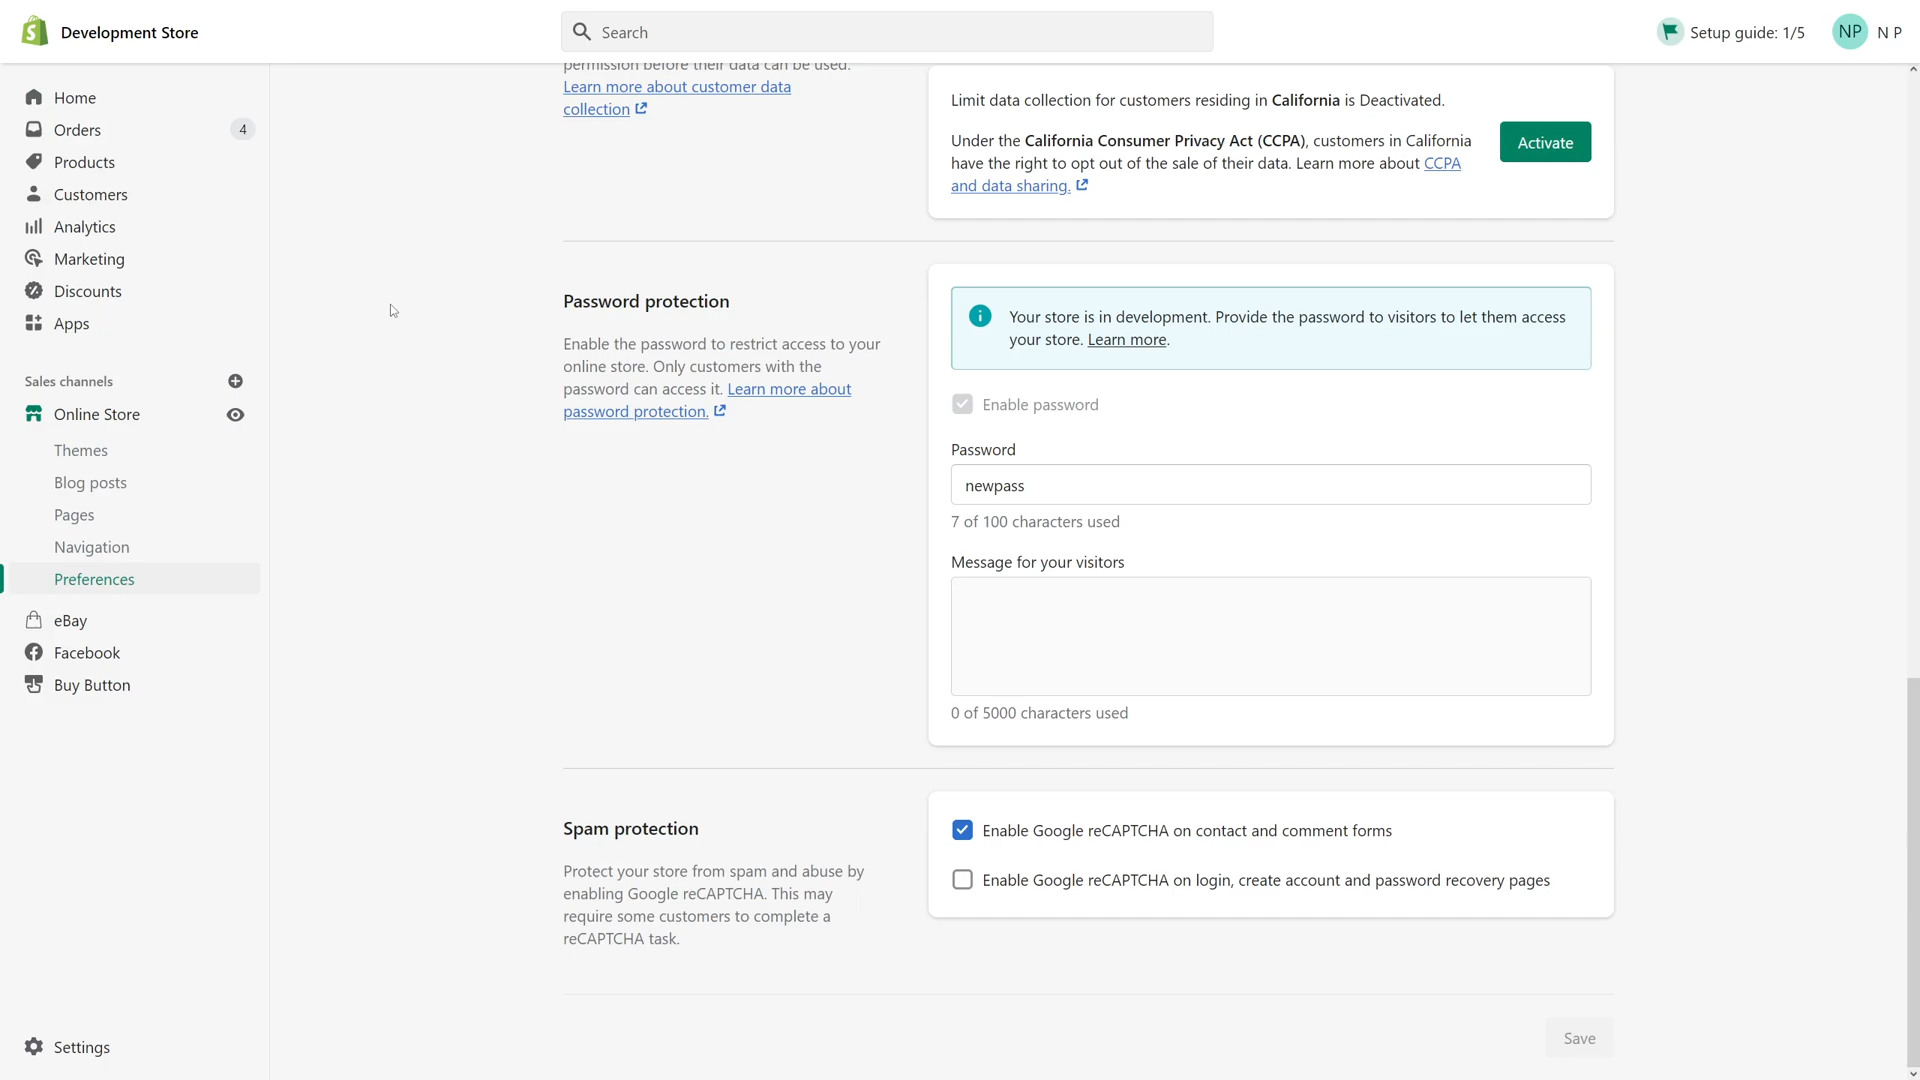 Development Store
Search
Setup guide: 1/5
NP
N P
Home
Orders
4
Products
Customers
Analytics
Marketing
Discounts
Apps
Sales channels
Online Store
Themes
Blog posts
Pages
Navigation
Preferences
eBay
Facebook
Buy Button
Settings
permission before their data can be used.
Learn more about customer data
collection
Limit data collection for customers residing in California is Deactivated.
Under the California Consumer Privacy Act (CCPA), customers in California
have the right to opt out of the sale of their data. Learn more about CCPA
and data sharing.
Activate
Password protection
Enable the password to restrict access to your
online store. Only customers with the
password can access it. Learn more about
password protection.
Your store is in development. Provide the password to visitors to let them access
your store. Learn more.
Enable password
Password
newpass
7 of 100 characters used
Message for your visitors
0 of 5000 characters used
Spam protection
Protect your store from spam and abuse by
enabling Google reCAPTCHA. This may
require some customers to complete a
reCAPTCHA task.
Enable Google reCAPTCHA on contact and comment forms
Enable Google reCAPTCHA on login, create account and password recovery pages
Save